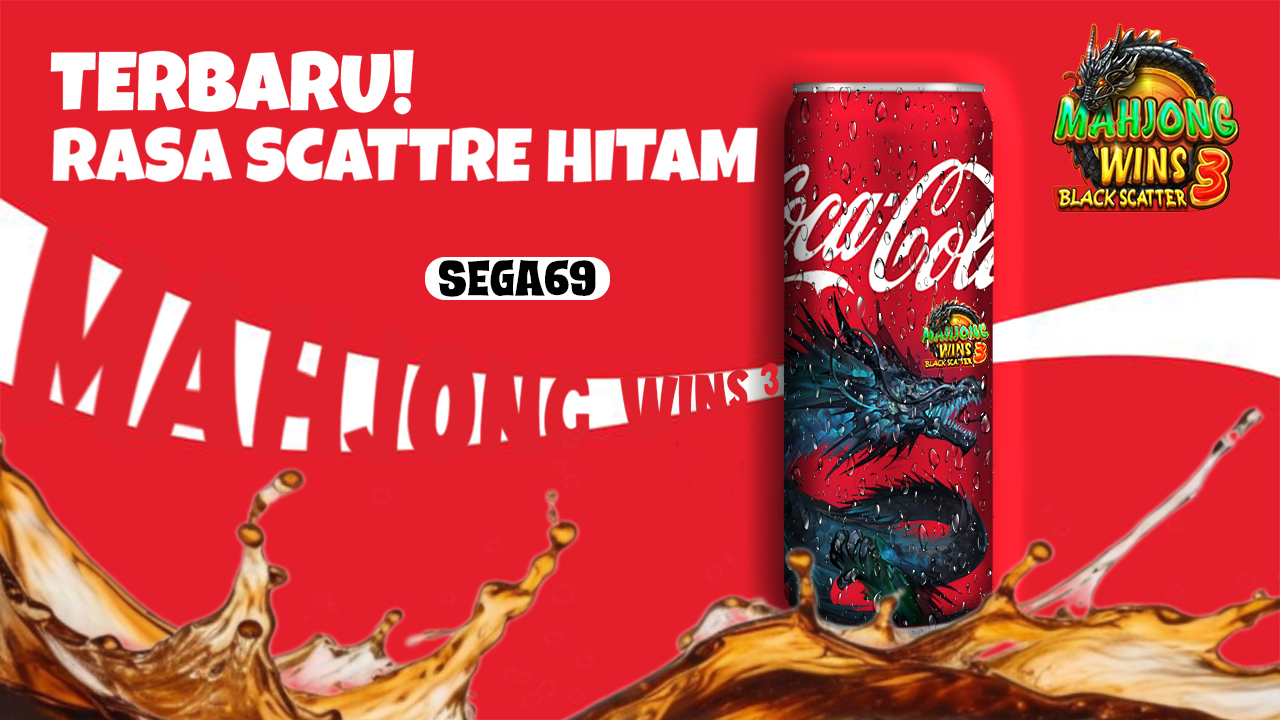 TERBARU!
RASA SCATTRE HITAM
SEGA69
MAHJONG WINS 3
Coca-Cola
MAHJONG
WINS 3
BLACK SCATTER
MAHJONG
WINS 3
BLACK SCATTER